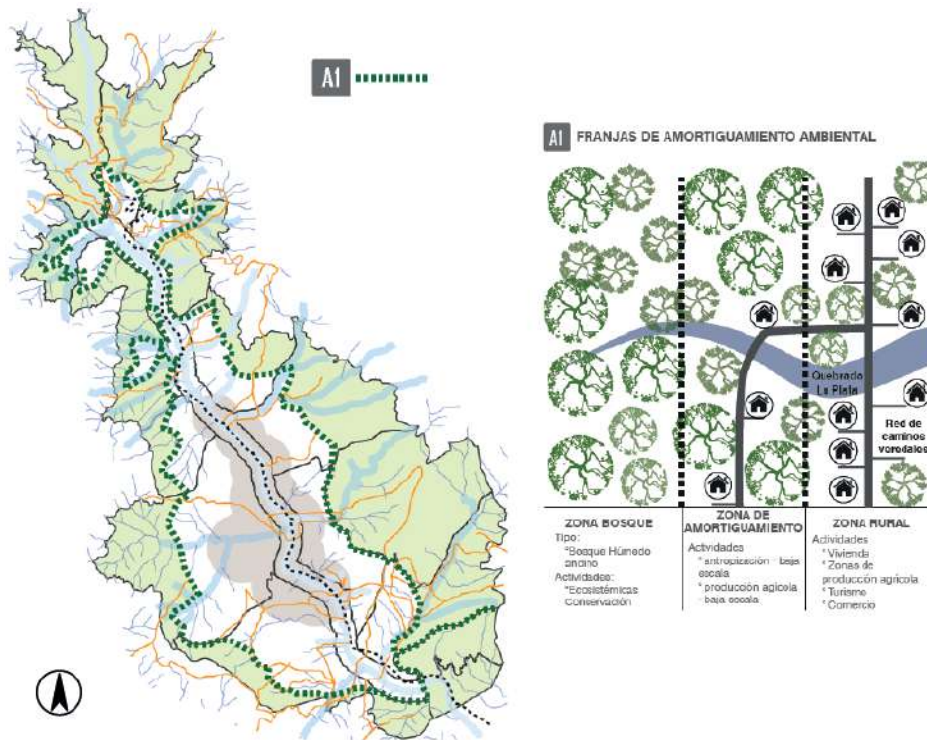 A1
A1 FRANJAS DE AMORTIGUAMIENTO AMBIENTAL
Quebrada
La Plata
Red de
caminos
veredales
ZONA BOSQUE
Tipo:
*Bosque Húmedo
andino
Actividades:
*Ecosistémicas
Conservación
ZONA DE
AMORTIGUAMIENTO
Actividades
* antropización - baja
escala
* producción agícola
- baja escala
ZONA RURAL
Actividades
* Vivienda
* Zonas de
producción agrícola
* Turismo
* Comercio